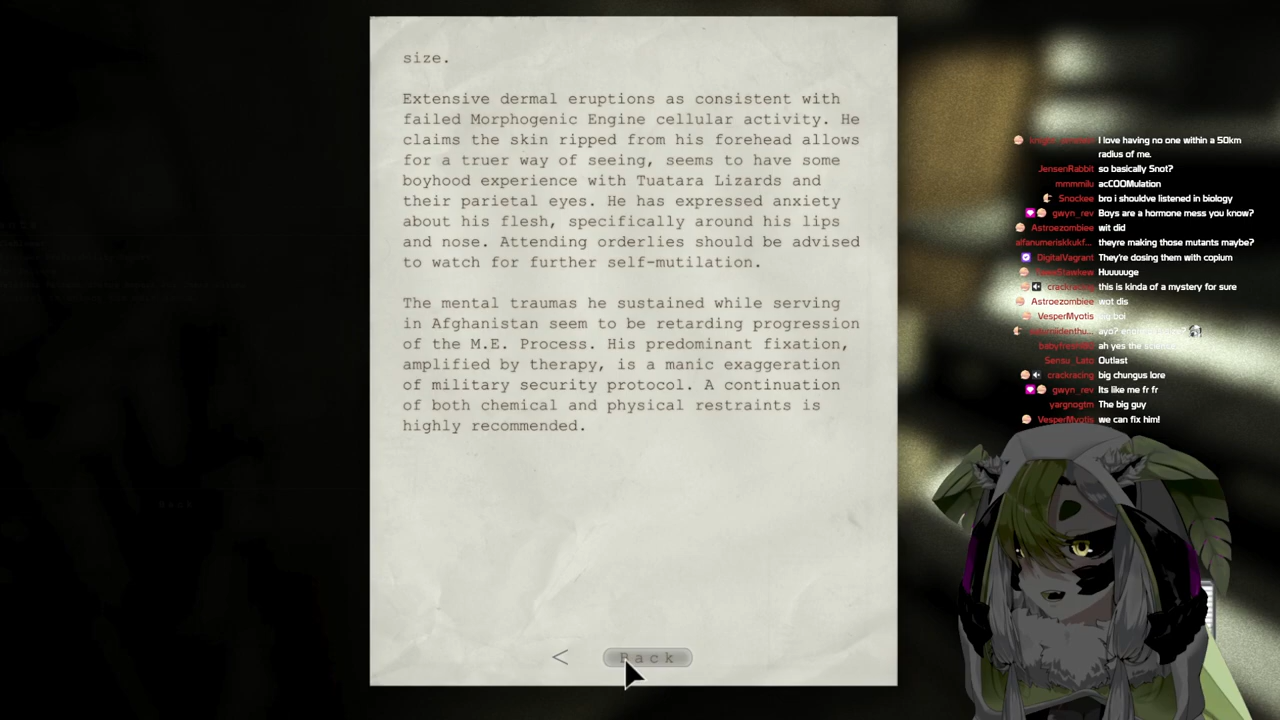 size.
Extensive dermal eruptions as consistent with
failed Morphogenic Engine cellular activity. He
claims the skin ripped from his forehead allows
for a truer way of seeing, seems to have some
boyhood experience with Tuatara Lizards and
their parietal eyes. He has expressed anxiety
about his flesh, specifically around his lips
and nose. Attending orderlies should be advised
to watch for further self-mutilation.
The mental traumas he sustained while serving
in Afghanistan seem to be retarding progression
of the M.E. Process. His predominant fixation,
amplified by therapy, is a manic exaggeration
of military security protocol. A continuation
of both chemical and physical restraints is
highly recommended.
< Back
I love having no one within a 50km
radius of me.
JensenRabbit so basically Snot?
mmmmilu acCOOMulation
Snockee bro i shouldve listened in biology
gwyn_rev Boys are a hormone mess you know?
Astroezombiee wit did
alfanumeriskkukf... theyre making those mutants maybe?
DigitalVagrant They're dosing them with copium
Huuuuge
crackracing this is kinda of a mystery for sure
Astroezombiee wot dis
VesperMyotis boi
ayo?
ah yes the
Sensu_Lato Outlast
crackracing big chungus lore
gwyn_rev Its like me fr fr
yargnogtm The big guy
VesperMyotis we can fix him!